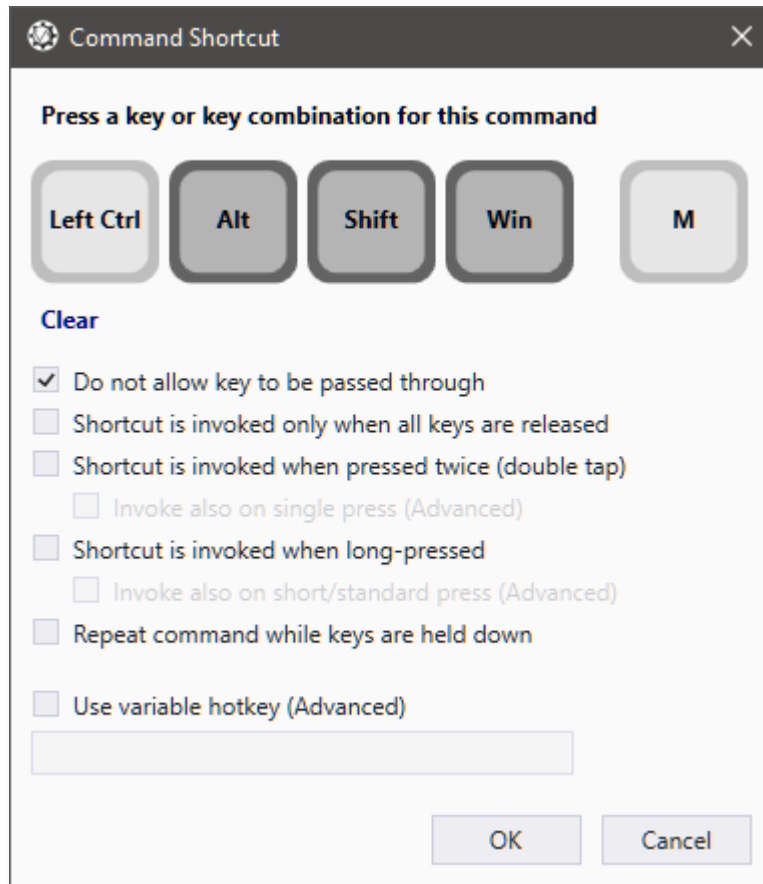 Command Shortcut
Press a key or key combination for this command
Left Ctrl Alt Shift Win M
Clear
Do not allow key to be passed through
Shortcut is invoked only when all keys are released
Shortcut is invoked when pressed twice (double tap)
Invoke also on single press (Advanced)
Shortcut is invoked when long-pressed
Invoke also on short/standard press (Advanced)
Repeat command while keys are held down
Use variable hotkey (Advanced)
OK Cancel